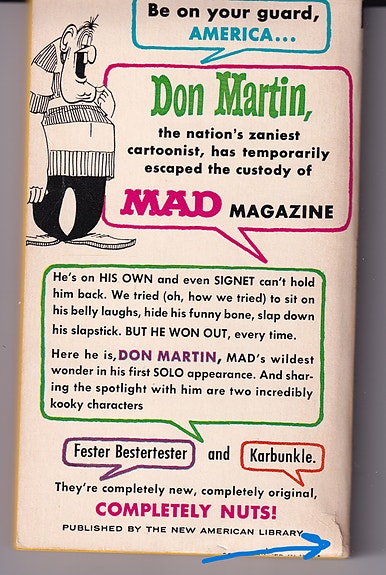 Be on your guard,
AMERICA...
Don Martin,
the nation's zaniest
cartoonist, has temporarily
escaped the custody of
MAD MAGAZINE
He's on HIS OWN and even SIGNET can't hold
him back. We tried (oh, how we tried) to sit on
his belly laughs, hide his funny bone, slap down
his slapstick. BUT HE WON OUT, every time.
Here he is, DON MARTIN, MAD's wildest
wonder in his first SOLO appearance. And shar-
ing the spotlight with him are two incredibly
kooky characters
Fester Bestertester and Karbunkle.
They're completely new, completely original,
COMPLETELY NUTS!
PUBLISHED BY THE NEW AMERICAN LIBRARY